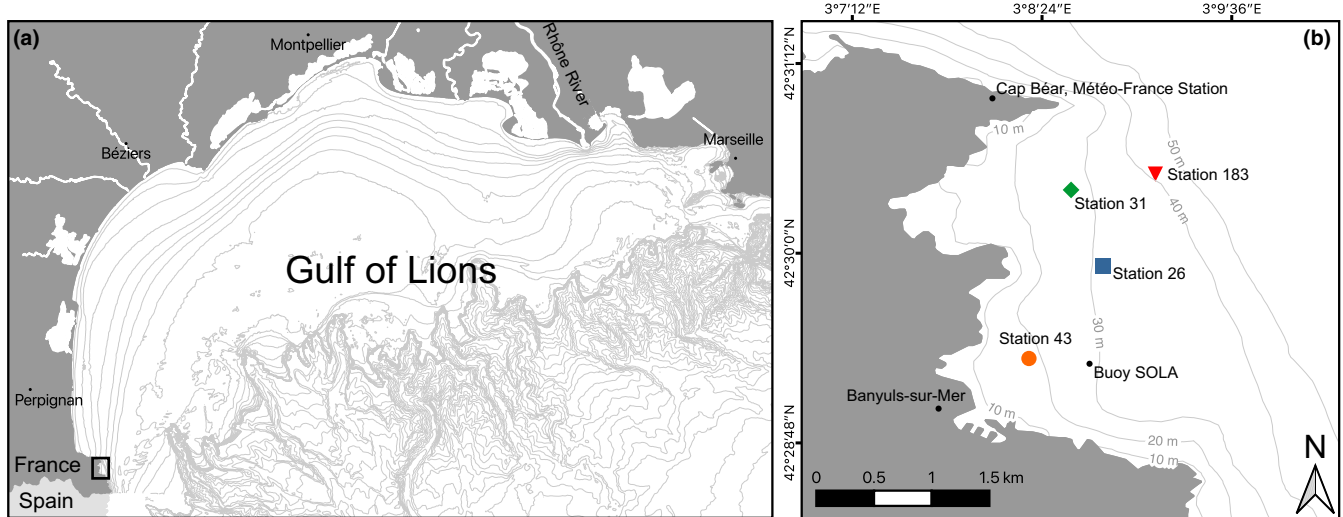 (a)
Montpellier
Rhône River
Marseille
Béziers
Gulf of Lions
Perpignan
France
Spain
3°7'12"E
3°8'24"E
3°9'36"E
(b)
42°31'12"N
42°30'0"N
42°28'48"N
Cap Béar, Météo-France Station
10 m
50 m
Station 183
40 m
Station 31
Station 26
30 m
Station 43
Buoy SOLA
Banyuls-sur-Mer
10 m
20 m
10 m
0 0.5 1 1.5 km
N